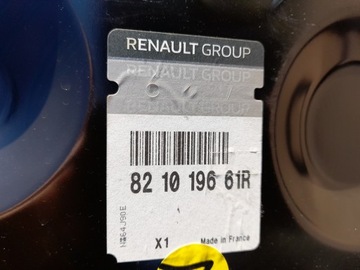 RENAULT GROUP
82 10 196 61R
X1 Made in France